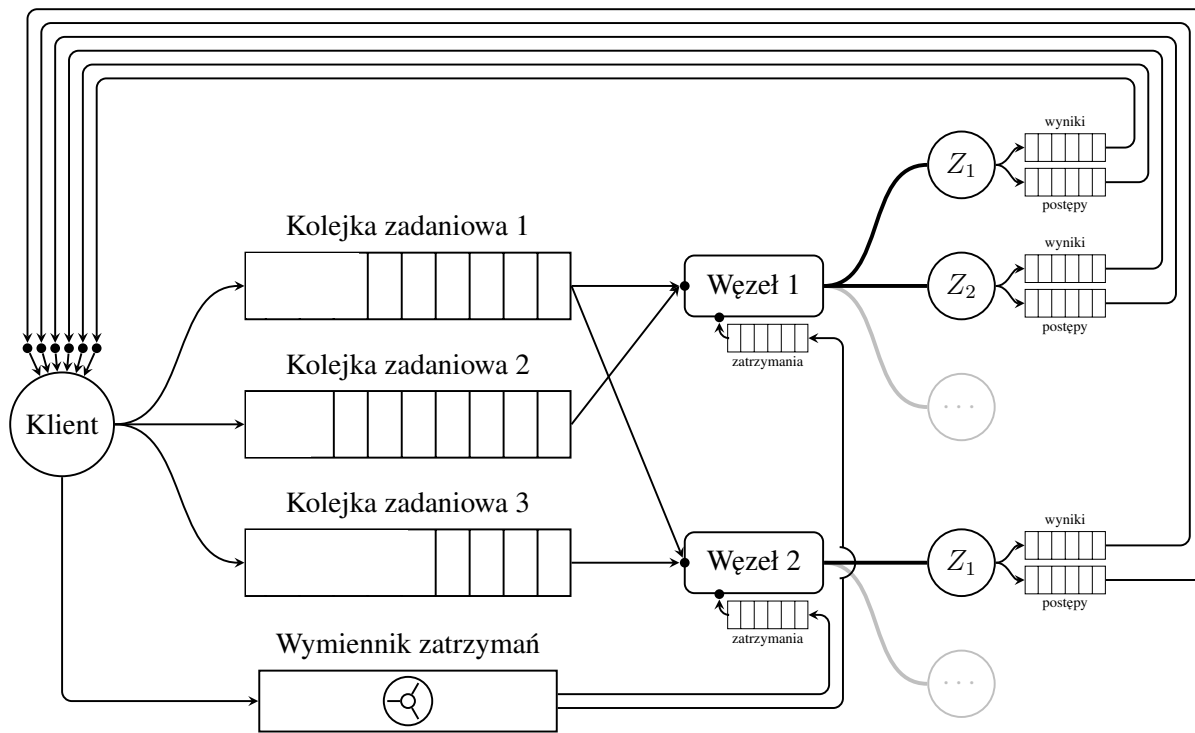 wyniki
Z1
postępy
Kolejka zadaniowa 1
wyniki
Węzeł 1
Z2
postępy
zatrzymania
Kolejka zadaniowa 2
Klient
...
Kolejka zadaniowa 3
wyniki
Węzeł 2
Z1
postępy
zatrzymania
Wymiennik zatrzymań
...